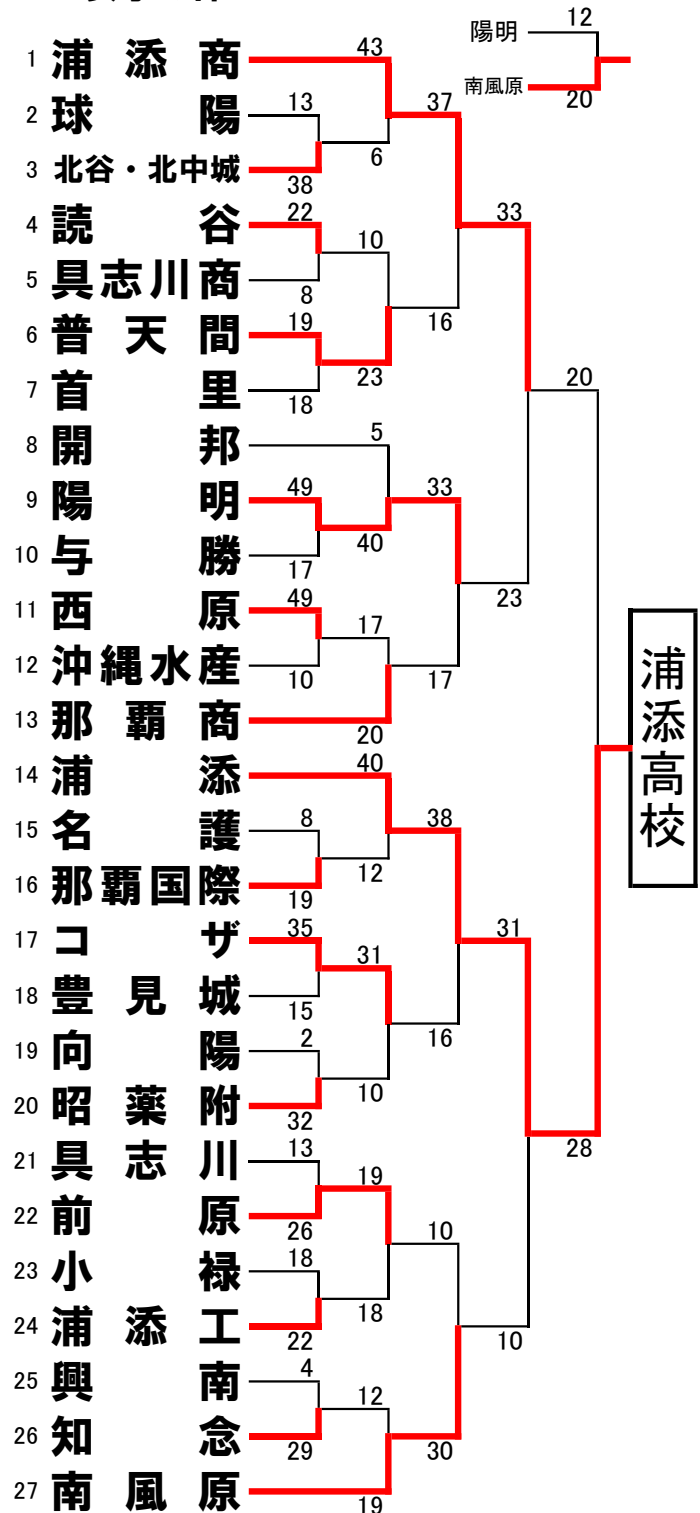 陽明 12
南風原 20
1 浦添商 43
37
2 球陽 13
6
3 北谷・北中城 38
4 読谷 22
33
10
5 具志川商 8
6 普天間 19
16
23
7 首里 18
20
8 開邦 5
9 陽明 49
33
40
10 与勝 17
23
11 西原 49
17
12 沖縄水産 10
17
13 那覇商 20
浦添高校
14 浦添 40
15 名護 8
38
12
16 那覇国際 19
17 コザ 35
31
31
18 豊見城 15
16
19 向陽 2
10
20 昭薬附 32
28
21 具志川 13
19
22 前原 26
10
23 小禄 18
18
24 浦添工 22
10
25 興南 4
12
26 知念 29
30
27 南風原 19